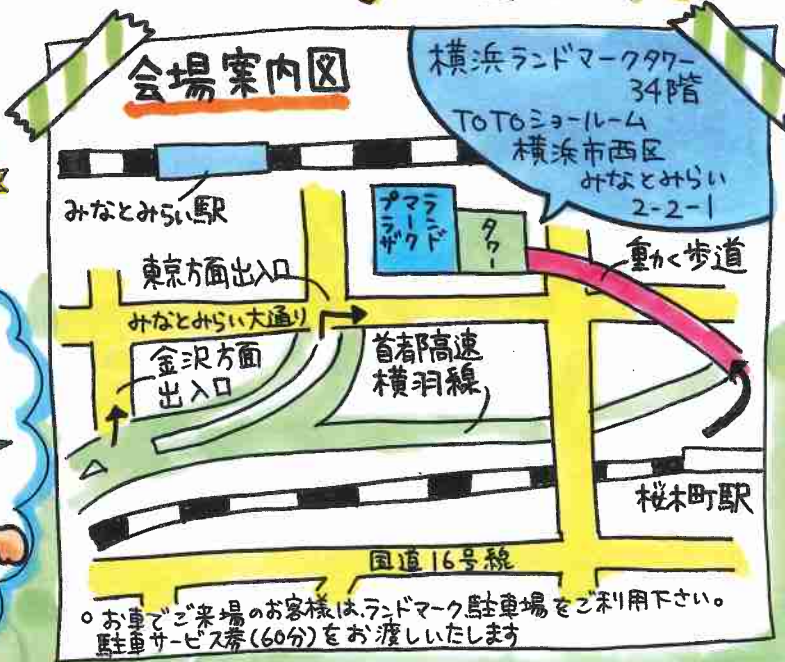 会場案内図
横浜ランドマークタワー
34階
TOTOショールーム
横浜市西区
みなとみらい
2-2-1
みなとみらい駅
ランド
マーク
プラザ
タワー
動く歩道
東京方面出入口
みなとみらい大通り
金沢方面
出入口
首都高速
横羽線
桜木町駅
国道16号線
○お車でご来場のお客様は、ランドマーク駐車場をご利用下さい。
駐車サービス券(60分)をお渡しいたします